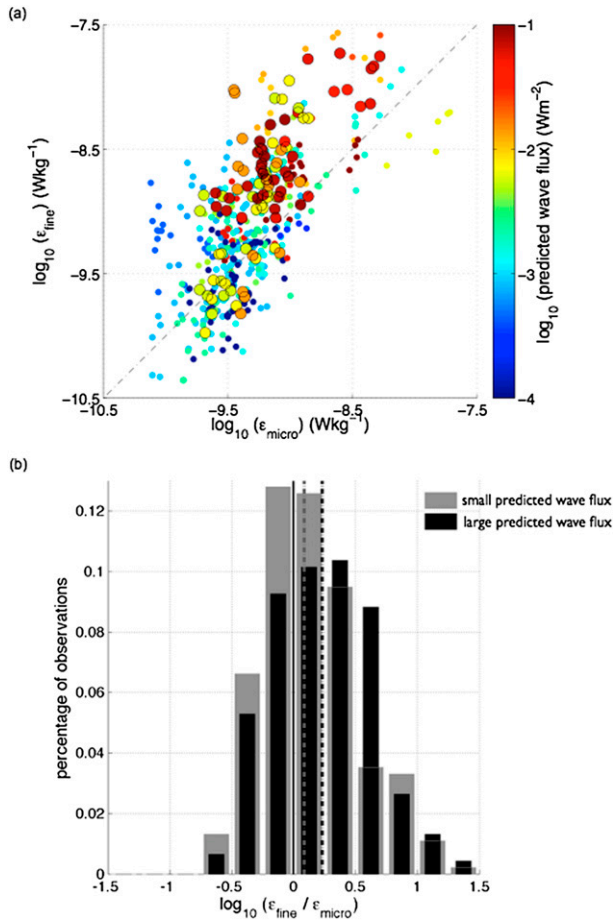 (a)
-7.5
-8.5
-9.5
-10.5
log10 (εfine) (Wkg-1)
-10.5 -9.5 -8.5 -7.5
log10 (εmicro) (Wkg-1)
-1
-2
-3
-4
log10 (predicted wave flux) (Wm-2)
(b)
0.12
0.1
0.08
0.06
0.04
0.02
0
percentage of observations
small predicted wave flux
large predicted wave flux
-1.5 -1.0 -0.5 0 0.5 1.0 1.5
log10 (εfine / εmicro)